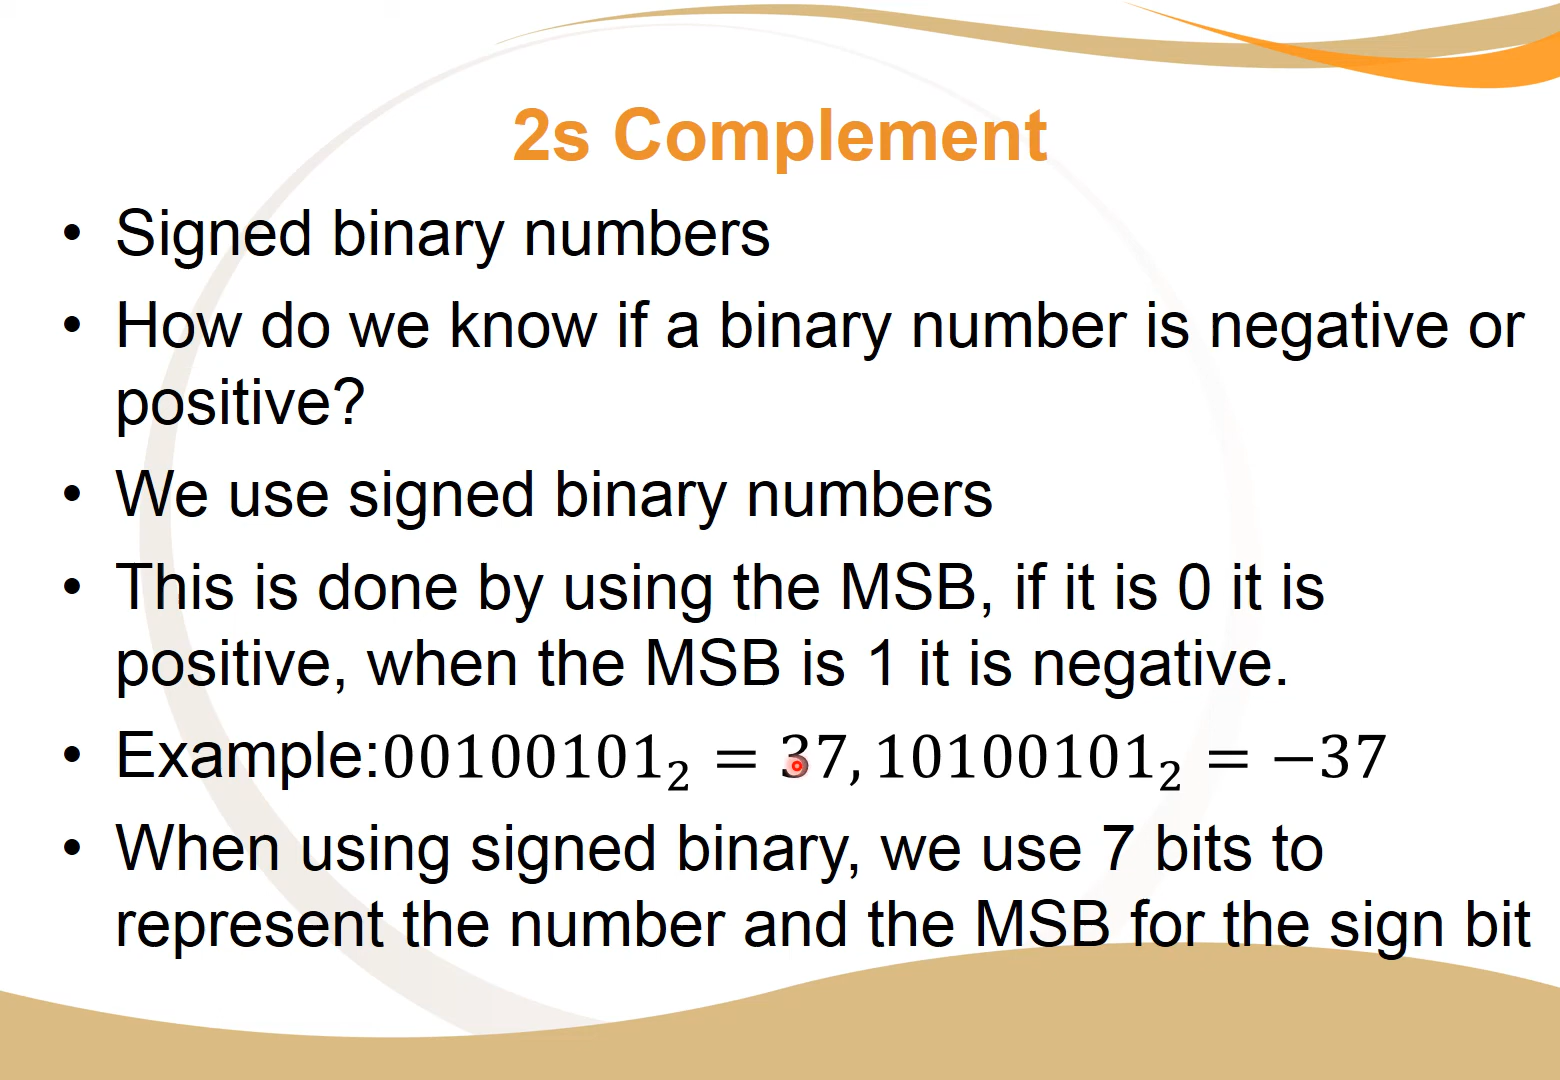 2s Complement
• Signed binary numbers
• How do we know if a binary number is negative or
positive?
• We use signed binary numbers
• This is done by using the MSB, if it is 0 it is
positive, when the MSB is 1 it is negative.
• Example:00100101₂ = 37, 10100101₂ = −37
• When using signed binary, we use 7 bits to
represent the number and the MSB for the sign bit